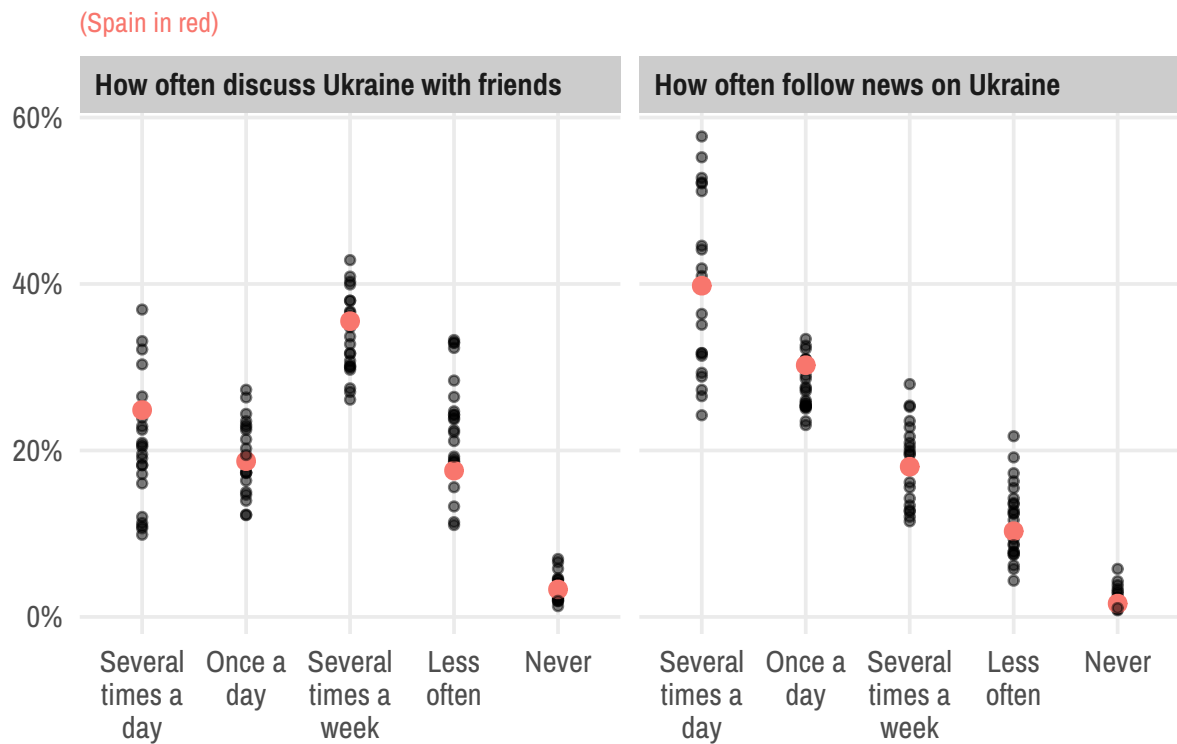 (Spain in red)
How often discuss Ukraine with friends
How often follow news on Ukraine
60%
40%
20%
0%
Several times a day
Once a day
Several times a week
Less often
Never
Several times a day
Once a day
Several times a week
Less often
Never